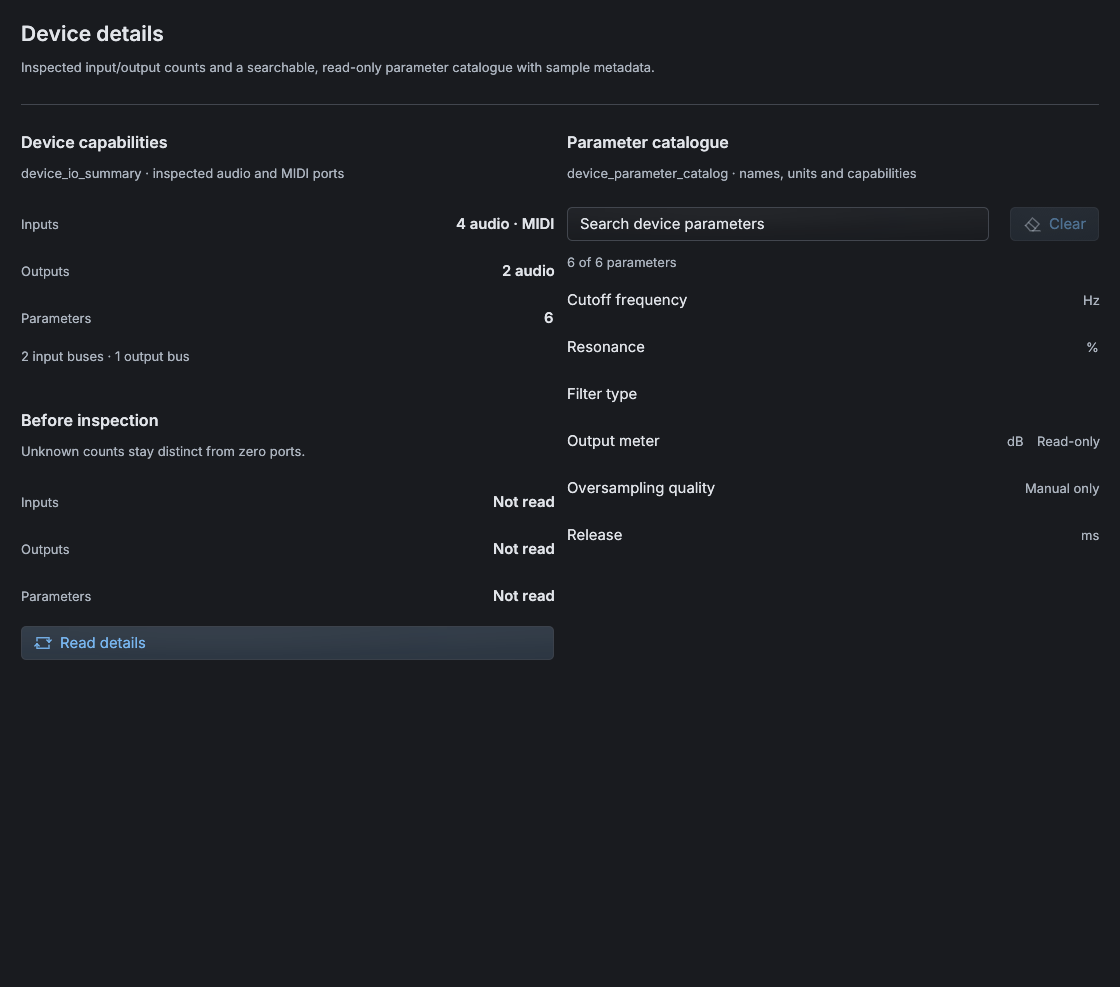 Device details
Inspected input/output counts and a searchable, read-only parameter catalogue with sample metadata.
Device capabilities
device_io_summary · inspected audio and MIDI ports
Inputs 4 audio · MIDI
Outputs 2 audio
Parameters 6
2 input buses · 1 output bus
Before inspection
Unknown counts stay distinct from zero ports.
Inputs Not read
Outputs Not read
Parameters Not read
Read details
Parameter catalogue
device_parameter_catalog · names, units and capabilities
Search device parameters Clear
6 of 6 parameters
Cutoff frequency Hz
Resonance %
Filter type
Output meter dB Read-only
Oversampling quality Manual only
Release ms